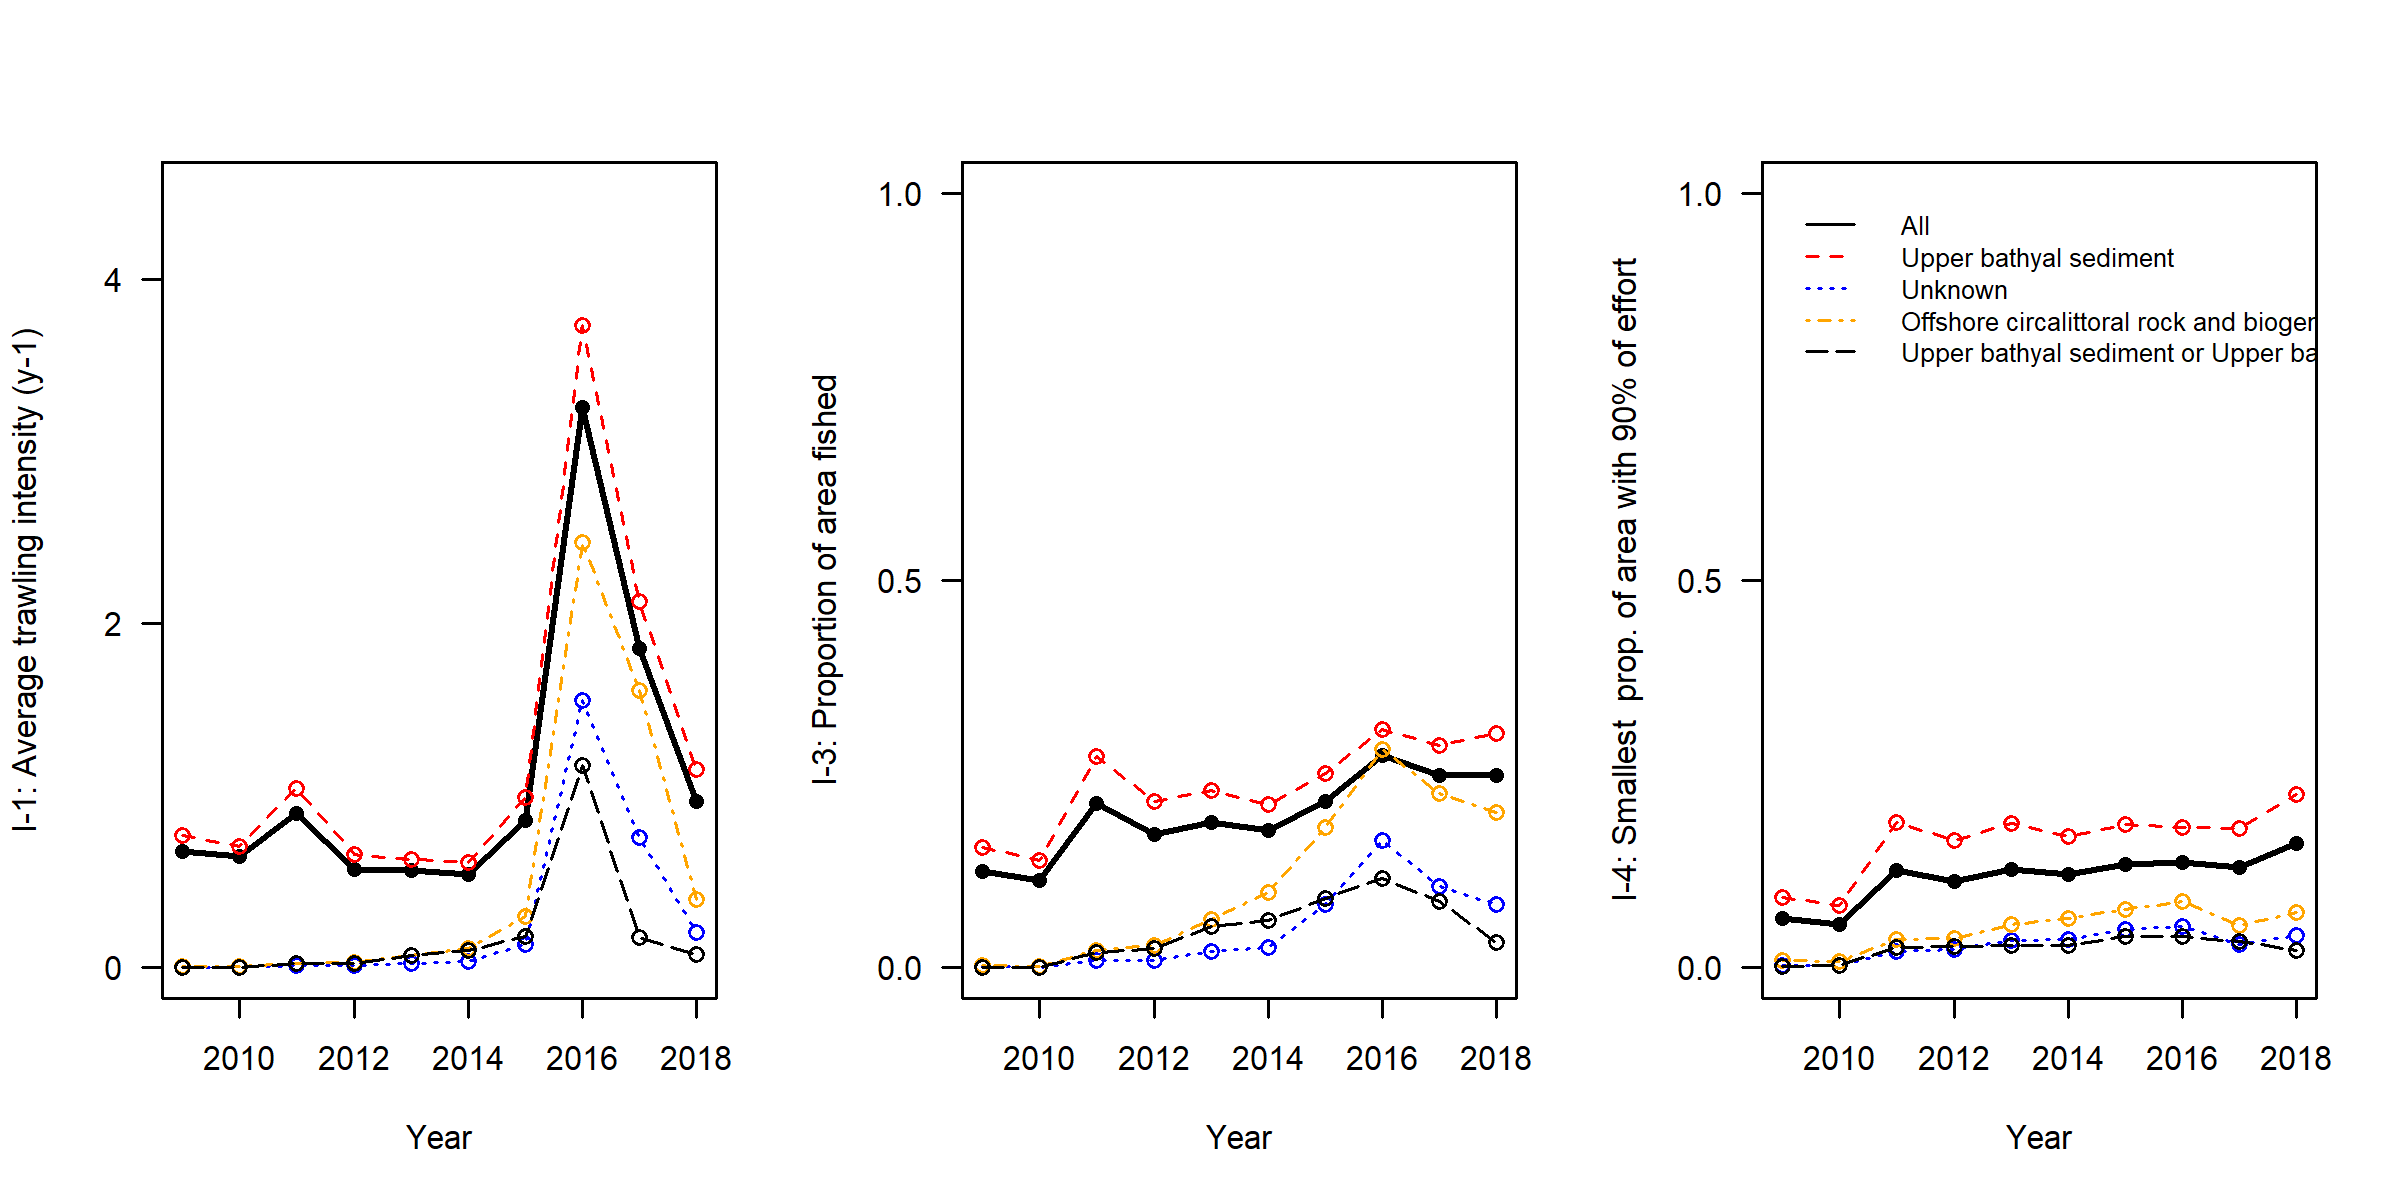 I-1: Average trawling intensity (y-1)
4
2
0
2010 2012 2014 2016 2018
Year
I-3: Proportion of area fished
1.0
0.5
0.0
2010 2012 2014 2016 2018
Year
I-4: Smallest prop. of area with 90% of effort
1.0
0.5
0.0
All
Upper bathyal sediment
Unknown
Offshore circalittoral rock and bioger
Upper bathyal sediment or Upper ba
2010 2012 2014 2016 2018
Year